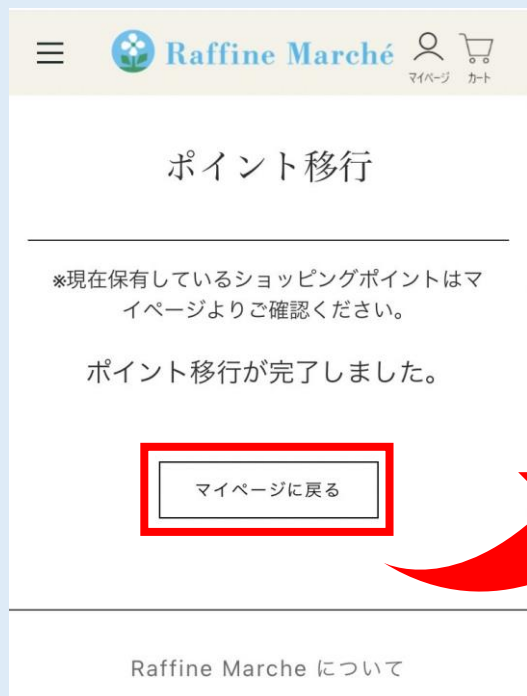 Raffine Marché
マイページ カート
ポイント移行
※現在保有しているショッピングポイントはマ
イページよりご確認ください。
ポイント移行が完了しました。
マイページに戻る
Raffine Marche について